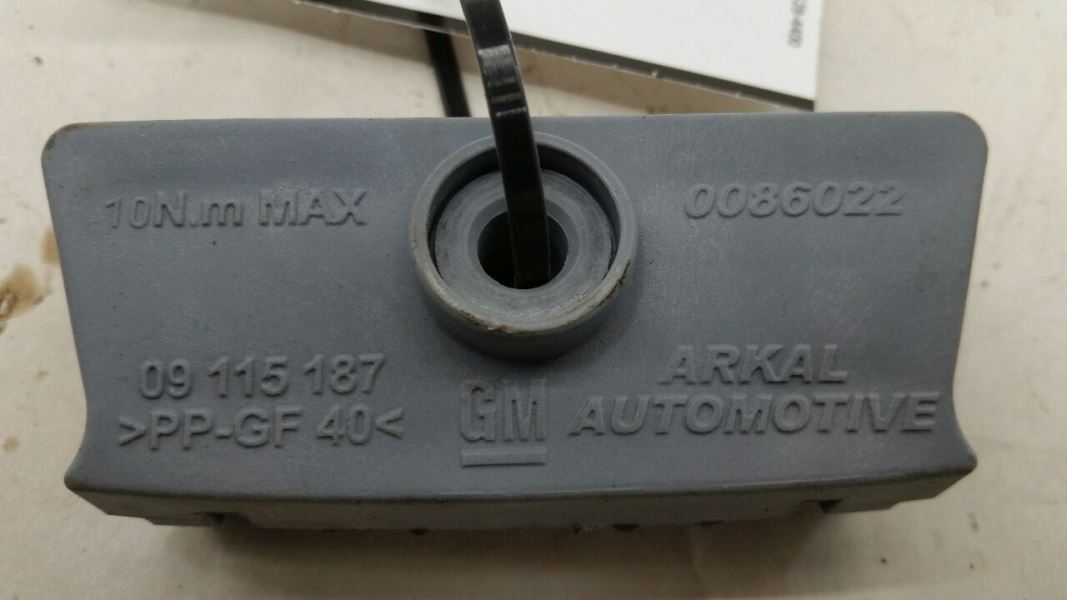 10N.m MAX
0086022
09 115 187
>PP-GF 40<
GM
ARKAL
AUTOMOTIVE